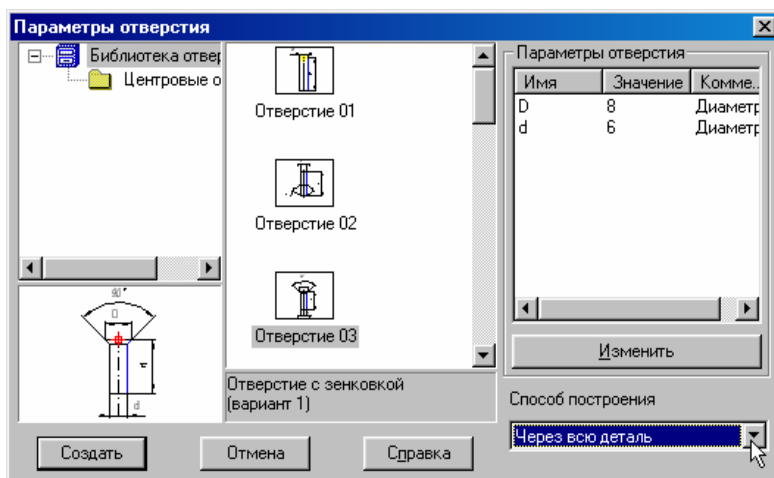 Параметры отверстия
Библиотека отвер
Центровые о
Отверстие 01
Отверстие 02
Отверстие 03
90°
D
d
Отверстие с зенковкой
(вариант 1)
Параметры отверстия
Имя Значение Комме..
D 8 Диаметр
d 6 Диаметр
Изменить
Способ построения
Через всю деталь
Создать
Отмена
Справка